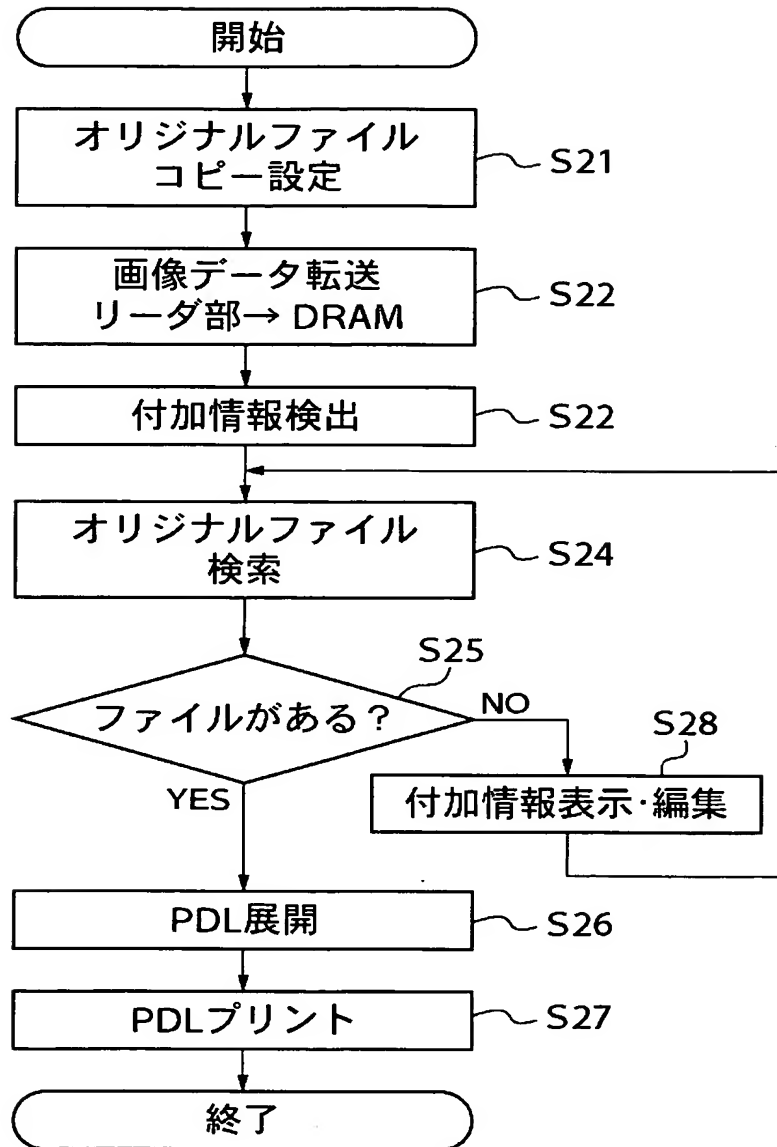 開始
オリジナルファイル
コピー設定
S21
画像データ転送
リーダ部→ DRAM
S22
付加情報検出
S22
オリジナルファイル
検索
S24
S25
ファイルがある？
NO
YES
S28
付加情報表示·編集
PDL展開
S26
PDLプリント
S27
終了